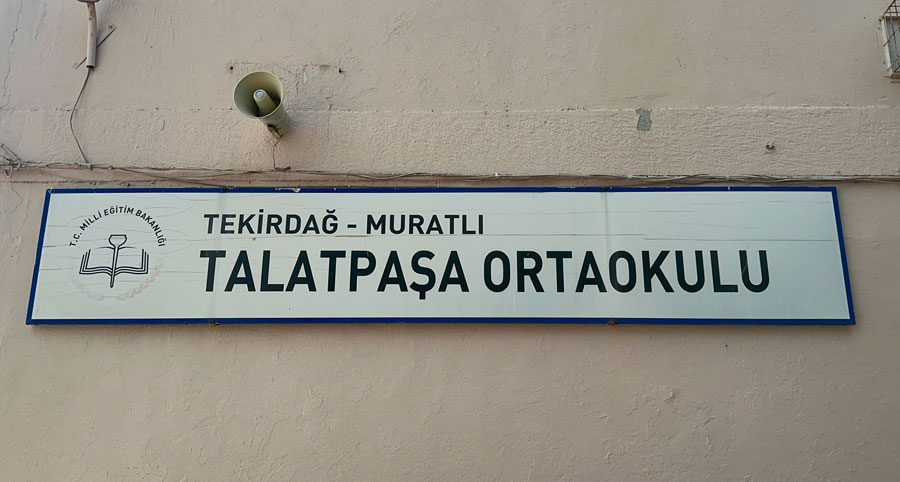 T.C. MİLLİ EĞİTİM BAKANLIĞI
TEKİRDAĞ - MURATLI
TALATPAŞA ORTAOKULU